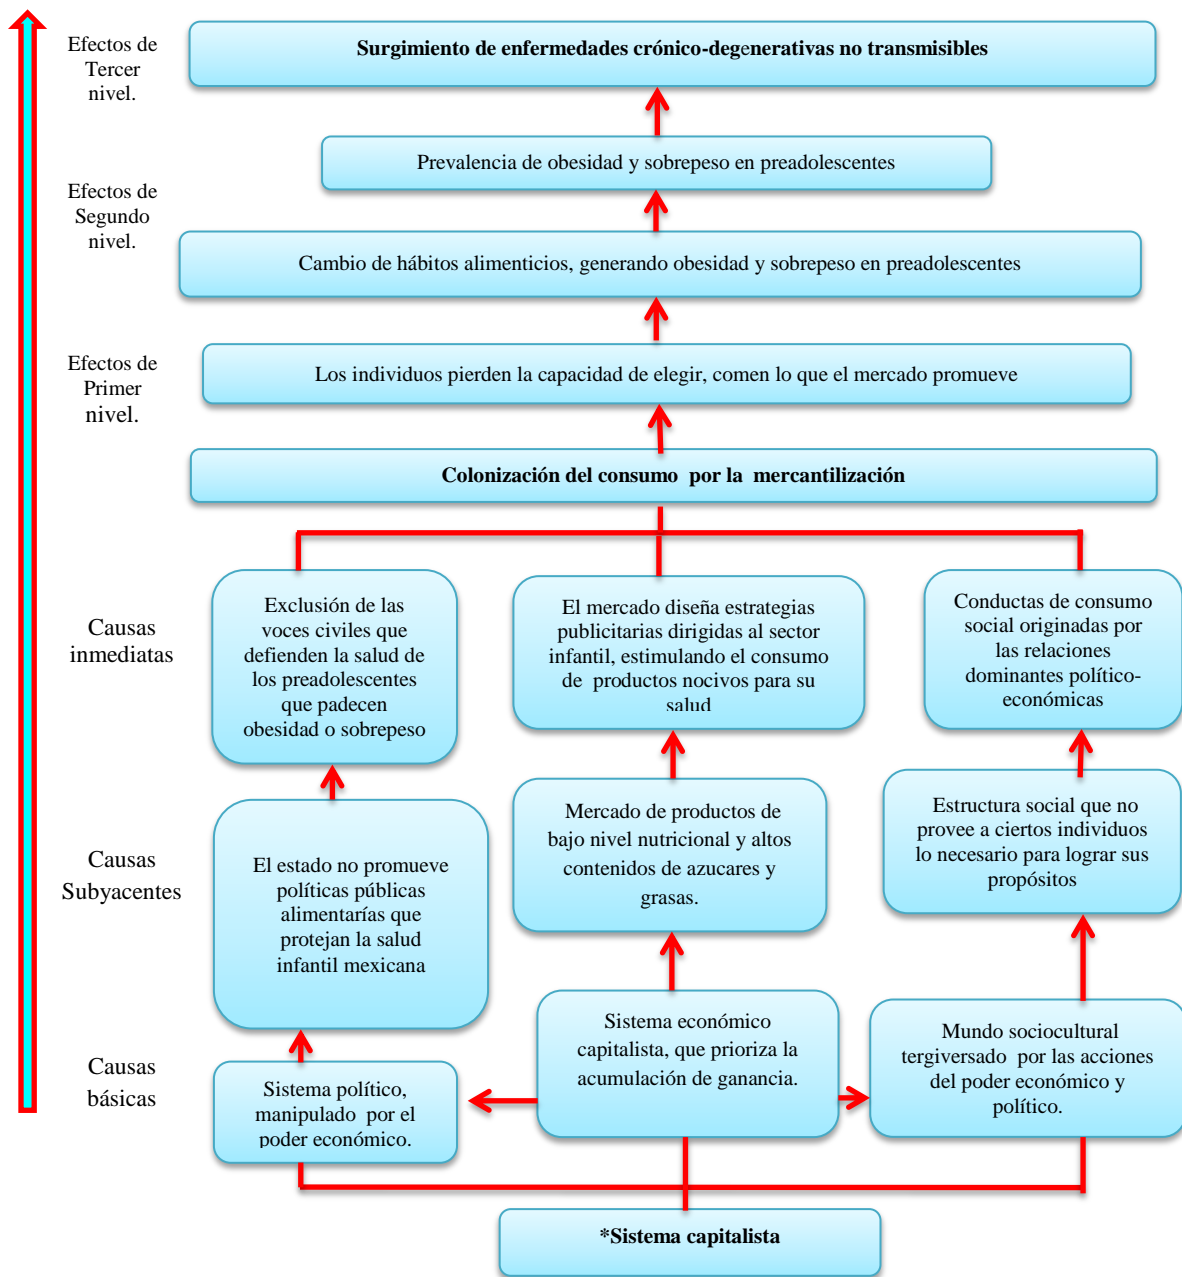 Efectos de
Tercer
nivel.
Surgimiento de enfermedades crónico-degenerativas no transmisibles
Prevalencia de obesidad y sobrepeso en preadolescentes
Efectos de
Segundo
nivel.
Cambio de hábitos alimenticios, generando obesidad y sobrepeso en preadolescentes
Efectos de
Primer
nivel.
Los individuos pierden la capacidad de elegir, comen lo que el mercado promueve
Colonización del consumo por la mercantilización
Causas
inmediatas
Exclusión de las
voces civiles que
defienden la salud de
los preadolescentes
que padecen
obesidad o sobrepeso
El mercado diseña estrategias
publicitarias dirigidas al sector
infantil, estimulando el consumo
de productos nocivos para su
salud
Conductas de consumo
social originadas por
las relaciones
dominantes político-
económicas
Causas
Subyacentes
El estado no promueve
políticas públicas
alimentarías que
protejan la salud
infantil mexicana
Mercado de productos de
bajo nivel nutricional y altos
contenidos de azucares y
grasas.
Estructura social que no
provee a ciertos individuos
lo necesario para lograr sus
propósitos
Causas
básicas
Sistema político,
manipulado por el
poder económico.
Sistema económico
capitalista, que prioriza la
acumulación de ganancia.
Mundo sociocultural
tergiversado por las acciones
del poder económico y
político.
*Sistema capitalista